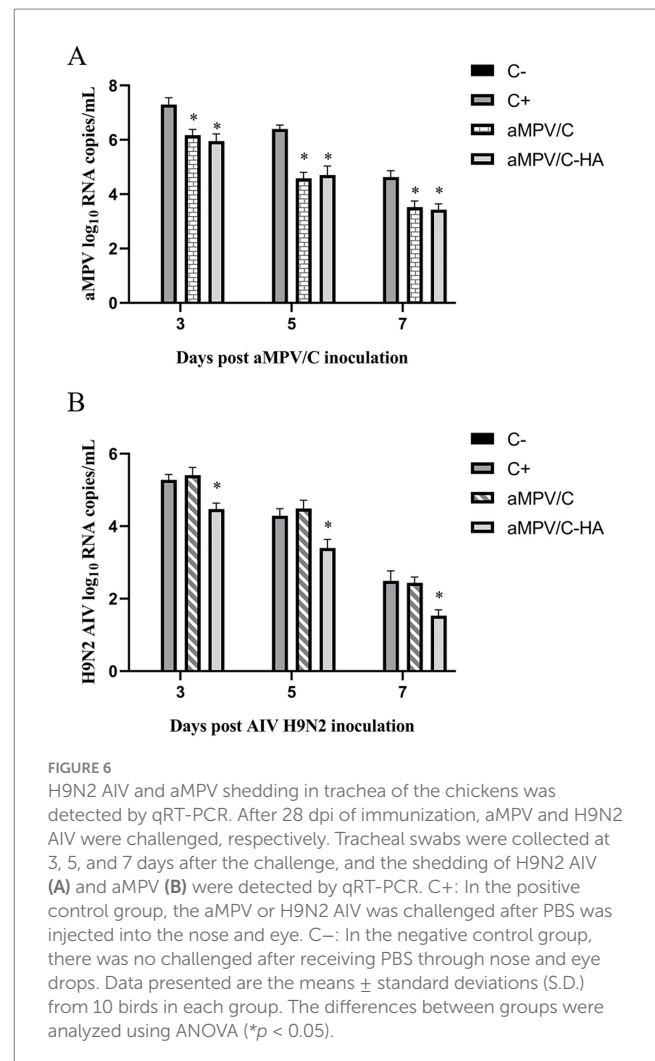 A
aMPV log10 RNA copies/mL
8
6
4
2
0
* * * * * *
3 5 7
Days post aMPV/C inoculation
C-
C+
aMPV/C
aMPV/C-HA
B
H9N2 AIV log10 RNA copies/mL
6
4
2
0
* * *
3 5 7
Days post AIV H9N2 inoculation
C-
C+
aMPV/C
aMPV/C-HA
FIGURE 6
H9N2 AIV and aMPV shedding in trachea of the chickens was
detected by qRT-PCR. After 28 dpi of immunization, aMPV and H9N2
AIV were challenged, respectively. Tracheal swabs were collected at
3, 5, and 7 days after the challenge, and the shedding of H9N2 AIV
(A) and aMPV (B) were detected by qRT-PCR. C+: In the positive
control group, the aMPV or H9N2 AIV was challenged after PBS was
injected into the nose and eye. C−: In the negative control group,
there was no challenged after receiving PBS through nose and eye
drops. Data presented are the means ± standard deviations (S.D.)
from 10 birds in each group. The differences between groups were
analyzed using ANOVA (*p < 0.05).